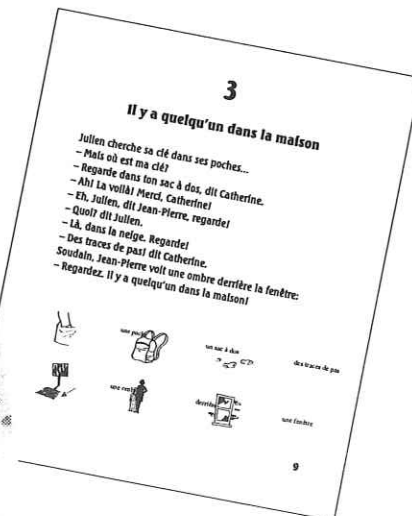 3
Il y a quelqu'un dans la maison
Julien cherche sa clé dans ses poches...
– Mais où est ma clé?
– Regarde dans ton sac à dos, dit Catherine.
– Ah! La voilà! Merci, Catherine!
– Eh, Julien, dit Jean-Pierre, regarde!
– Quoi? dit Julien.
– Là, dans la neige. Regarde!
– Des traces de pas! dit Catherine.
Soudain, Jean-Pierre voit une ombre derrière la fenêtre:
– Regardez. Il y a quelqu'un dans la maison!
une
un sac à dos
des traces de pas
une
derrière
une fenêtre
9